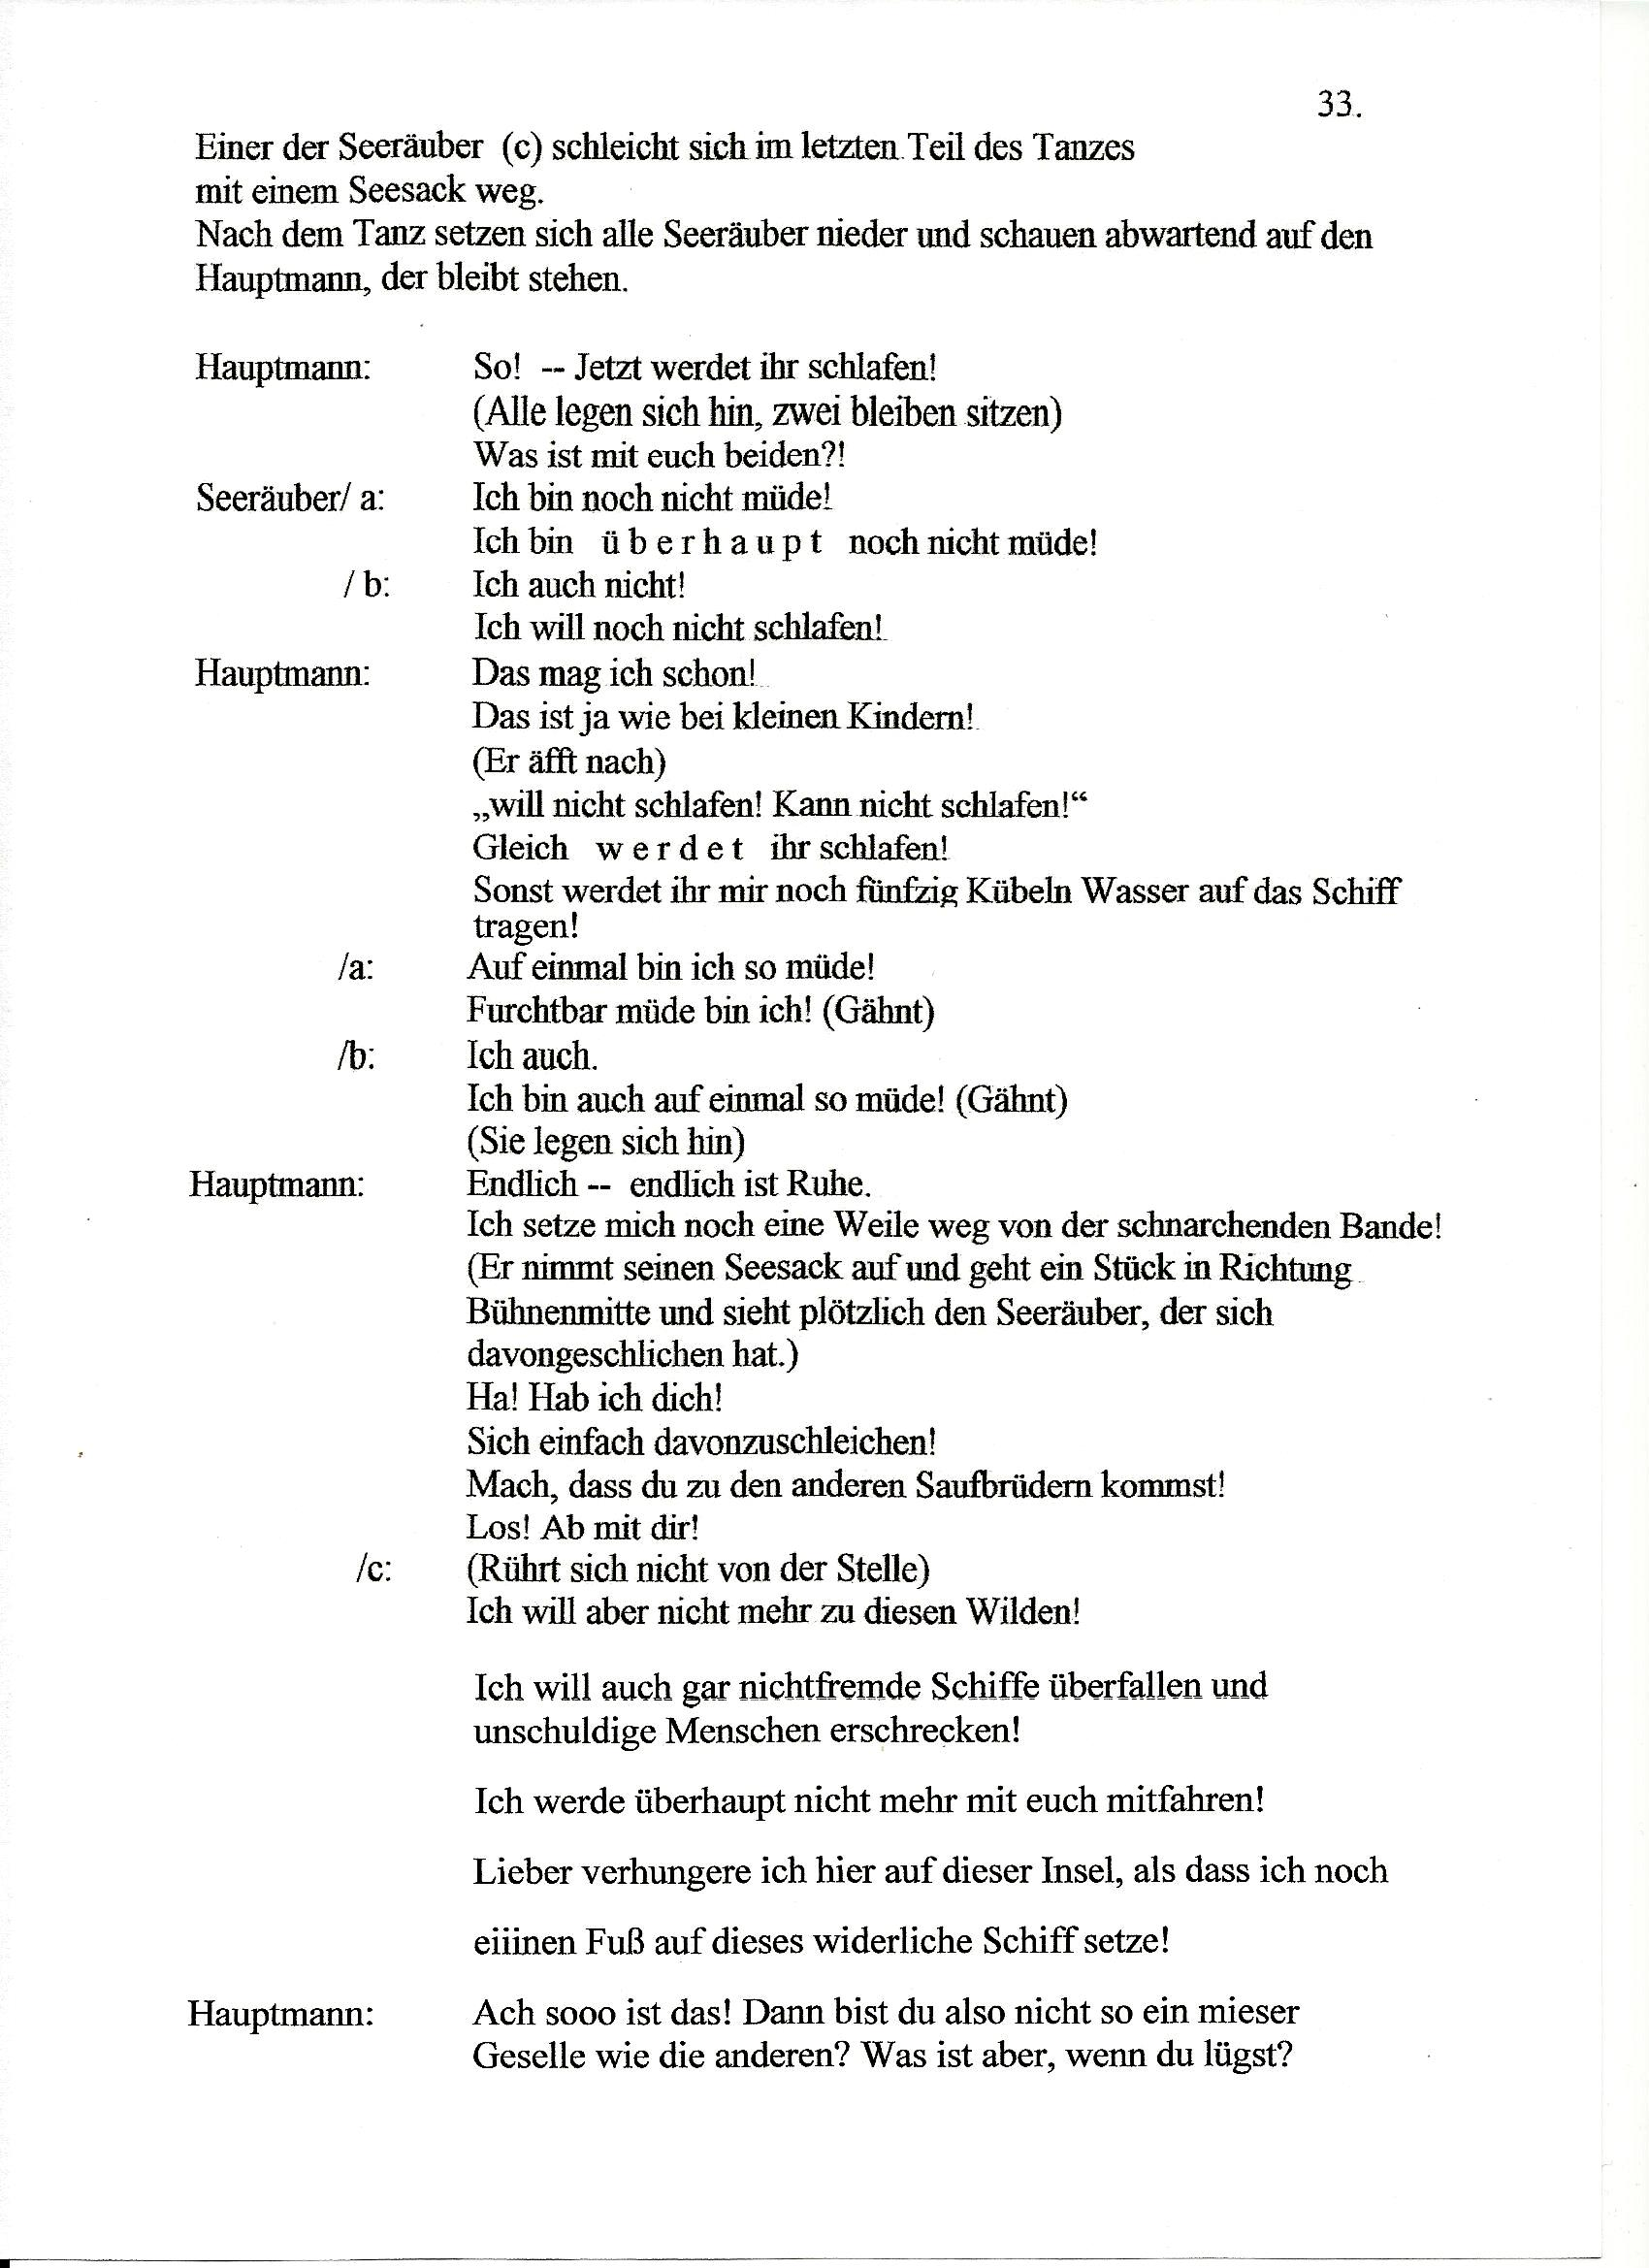 33.
Einer der Seeräuber (c) schleicht sich im letzten Teil des Tanzes
mit einem Seesack weg.
Nach dem Tanz setzen sich alle Seeräuber nieder und schauen abwartend auf den
Hauptmann, der bleibt stehen.
Hauptmann: So! -- Jetzt werdet ihr schlafen!
(Alle legen sich hin, zwei bleiben sitzen)
Was ist mit euch beiden?!
Seeräuber/ a: Ich bin noch nicht müde!
Ich bin ü b e r h a u p t noch nicht müde!
/ b: Ich auch nicht!
Ich will noch nicht schlafen!
Hauptmann: Das mag ich schon!
Das ist ja wie bei kleinen Kindern!
(Er äfft nach)
„will nicht schlafen! Kann nicht schlafen!“
Gleich w e r d e t ihr schlafen!
Sonst werdet ihr mir noch fünfzig Kübeln Wasser auf das Schiff
tragen!
/a: Auf einmal bin ich so müde!
Furchtbar müde bin ich! (Gähnt)
/b: Ich auch.
Ich bin auch auf einmal so müde! (Gähnt)
(Sie legen sich hin)
Hauptmann: Endlich -- endlich ist Ruhe.
Ich setze mich noch eine Weile weg von der schnarchenden Bande!
(Er nimmt seinen Seesack auf und geht ein Stück in Richtung
Bühnenmitte und sieht plötzlich den Seeräuber, der sich
davongeschlichen hat.)
Ha! Hab ich dich!
Sich einfach davonzuschleichen!
Mach, dass du zu den anderen Saufbrüdern kommst!
Los! Ab mit dir!
/c: (Rührt sich nicht von der Stelle)
Ich will aber nicht mehr zu diesen Wilden!
Ich will auch gar nichtfremde Schiffe überfallen und
unschuldige Menschen erschrecken!
Ich werde überhaupt nicht mehr mit euch mitfahren!
Lieber verhungere ich hier auf dieser Insel, als dass ich noch
eiiinen Fuß auf dieses widerliche Schiff setze!
Hauptmann: Ach sooo ist das! Dann bist du also nicht so ein mieser
Geselle wie die anderen? Was ist aber, wenn du lügst?